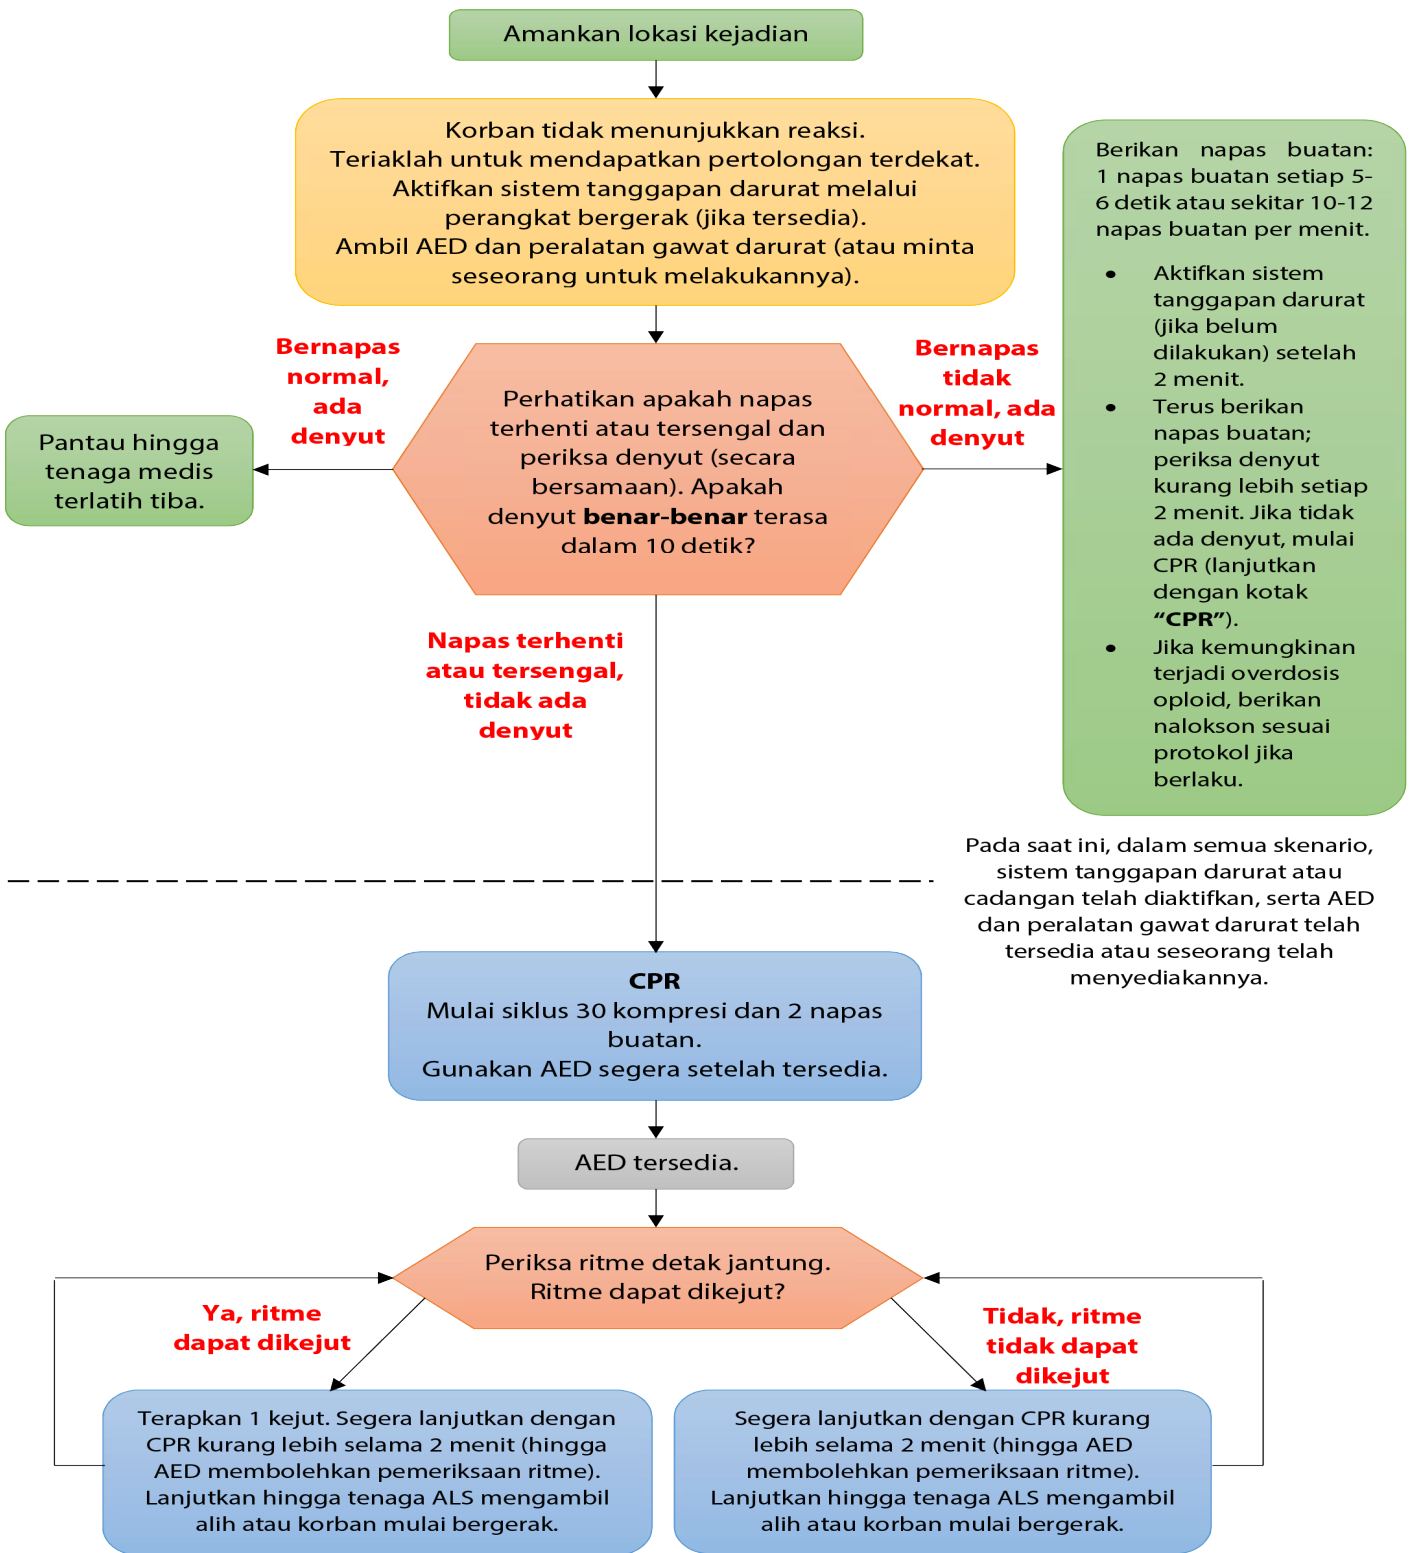 Amankan lokasi kejadian
Korban tidak menunjukkan reaksi.
Teriaklah untuk mendapatkan pertolongan terdekat.
Aktifkan sistem tanggapan darurat melalui
perangkat bergerak (jika tersedia).
Ambil AED dan peralatan gawat darurat (atau minta
seseorang untuk melakukannya).
Bernapas
normal,
ada
denyut
Pantau hingga
tenaga medis
terlatih tiba.
Perhatikan apakah napas
terhenti atau tersengal dan
periksa denyut (secara
bersamaan). Apakah
denyut benar-benar terasa
dalam 10 detik?
Bernapas
tidak
normal, ada
denyut
Berikan napas buatan:
1 napas buatan setiap 5-
6 detik atau sekitar 10-12
napas buatan per menit.
• Aktifkan sistem
tanggapan darurat
(jika belum
dilakukan) setelah
2 menit.
• Terus berikan
napas buatan;
periksa denyut
kurang lebih setiap
2 menit. Jika tidak
ada denyut, mulai
CPR (lanjutkan
dengan kotak
“CPR”).
• Jika kemungkinan
terjadi overdosis
oploid, berikan
nalokson sesuai
protokol jika
berlaku.
Napas terhenti
atau tersengal,
tidak ada
denyut
Pada saat ini, dalam semua skenario,
sistem tanggapan darurat atau
cadangan telah diaktifkan, serta AED
dan peralatan gawat darurat telah
tersedia atau seseorang telah
menyediakannya.
CPR
Mulai siklus 30 kompresi dan 2 napas
buatan.
Gunakan AED segera setelah tersedia.
AED tersedia.
Periksa ritme detak jantung.
Ritme dapat dikejut?
Ya, ritme
dapat dikejut
Tidak, ritme
tidak dapat
dikejut
Terapkan 1 kejut. Segera lanjutkan dengan
CPR kurang lebih selama 2 menit (hingga
AED membolehkan pemeriksaan ritme).
Lanjutkan hingga tenaga ALS mengambil
alih atau korban mulai bergerak.
Segera lanjutkan dengan CPR kurang
lebih selama 2 menit (hingga AED
membolehkan pemeriksaan ritme).
Lanjutkan hingga tenaga ALS mengambil
alih atau korban mulai bergerak.